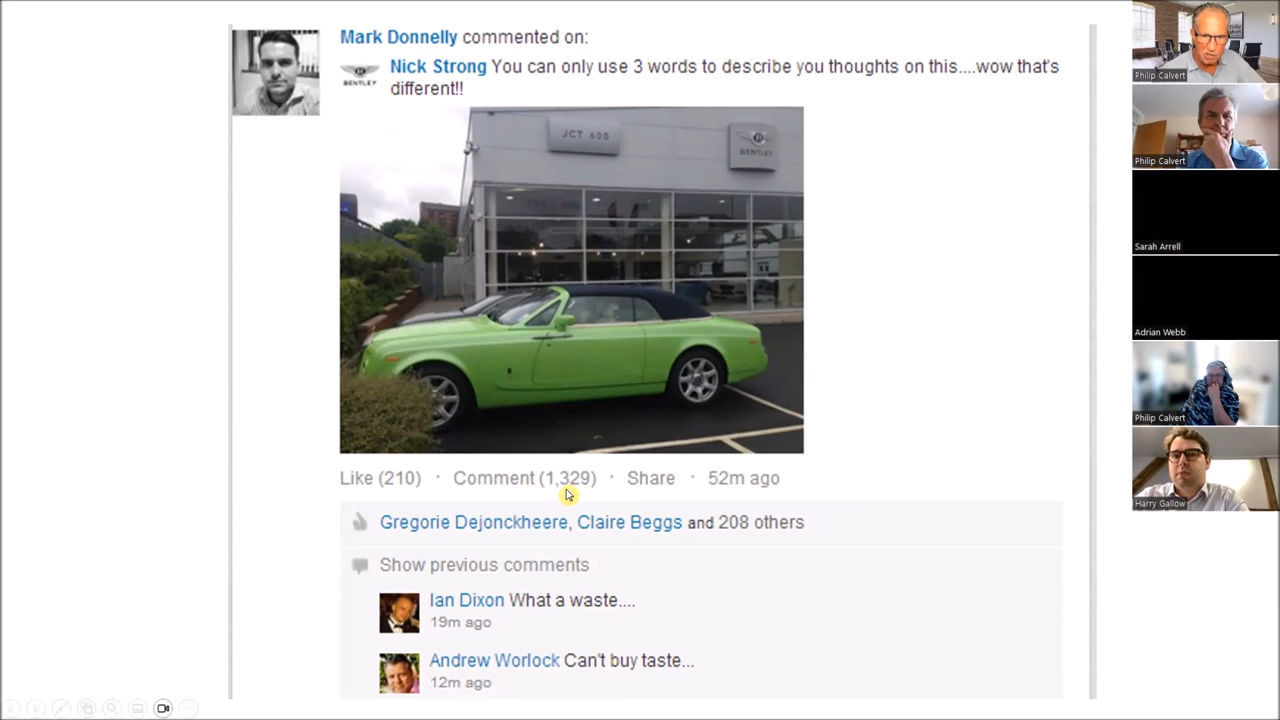 Mark Donnelly commented on:
Nick Strong You can only use 3 words to describe you thoughts on this....wow that's
different!!
BENTLEY
JCT 600
BENTLEY
Like (210) · Comment (1,329) · Share · 52m ago
Gregorie Dejonckheere, Claire Beggs and 208 others
Show previous comments
Ian Dixon What a waste....
19m ago
Andrew Worlock Can't buy taste...
12m ago
Philip Calvert
Philip Calvert
Sarah Arrell
Adrian Webb
Philip Calvert
Harry Gallow